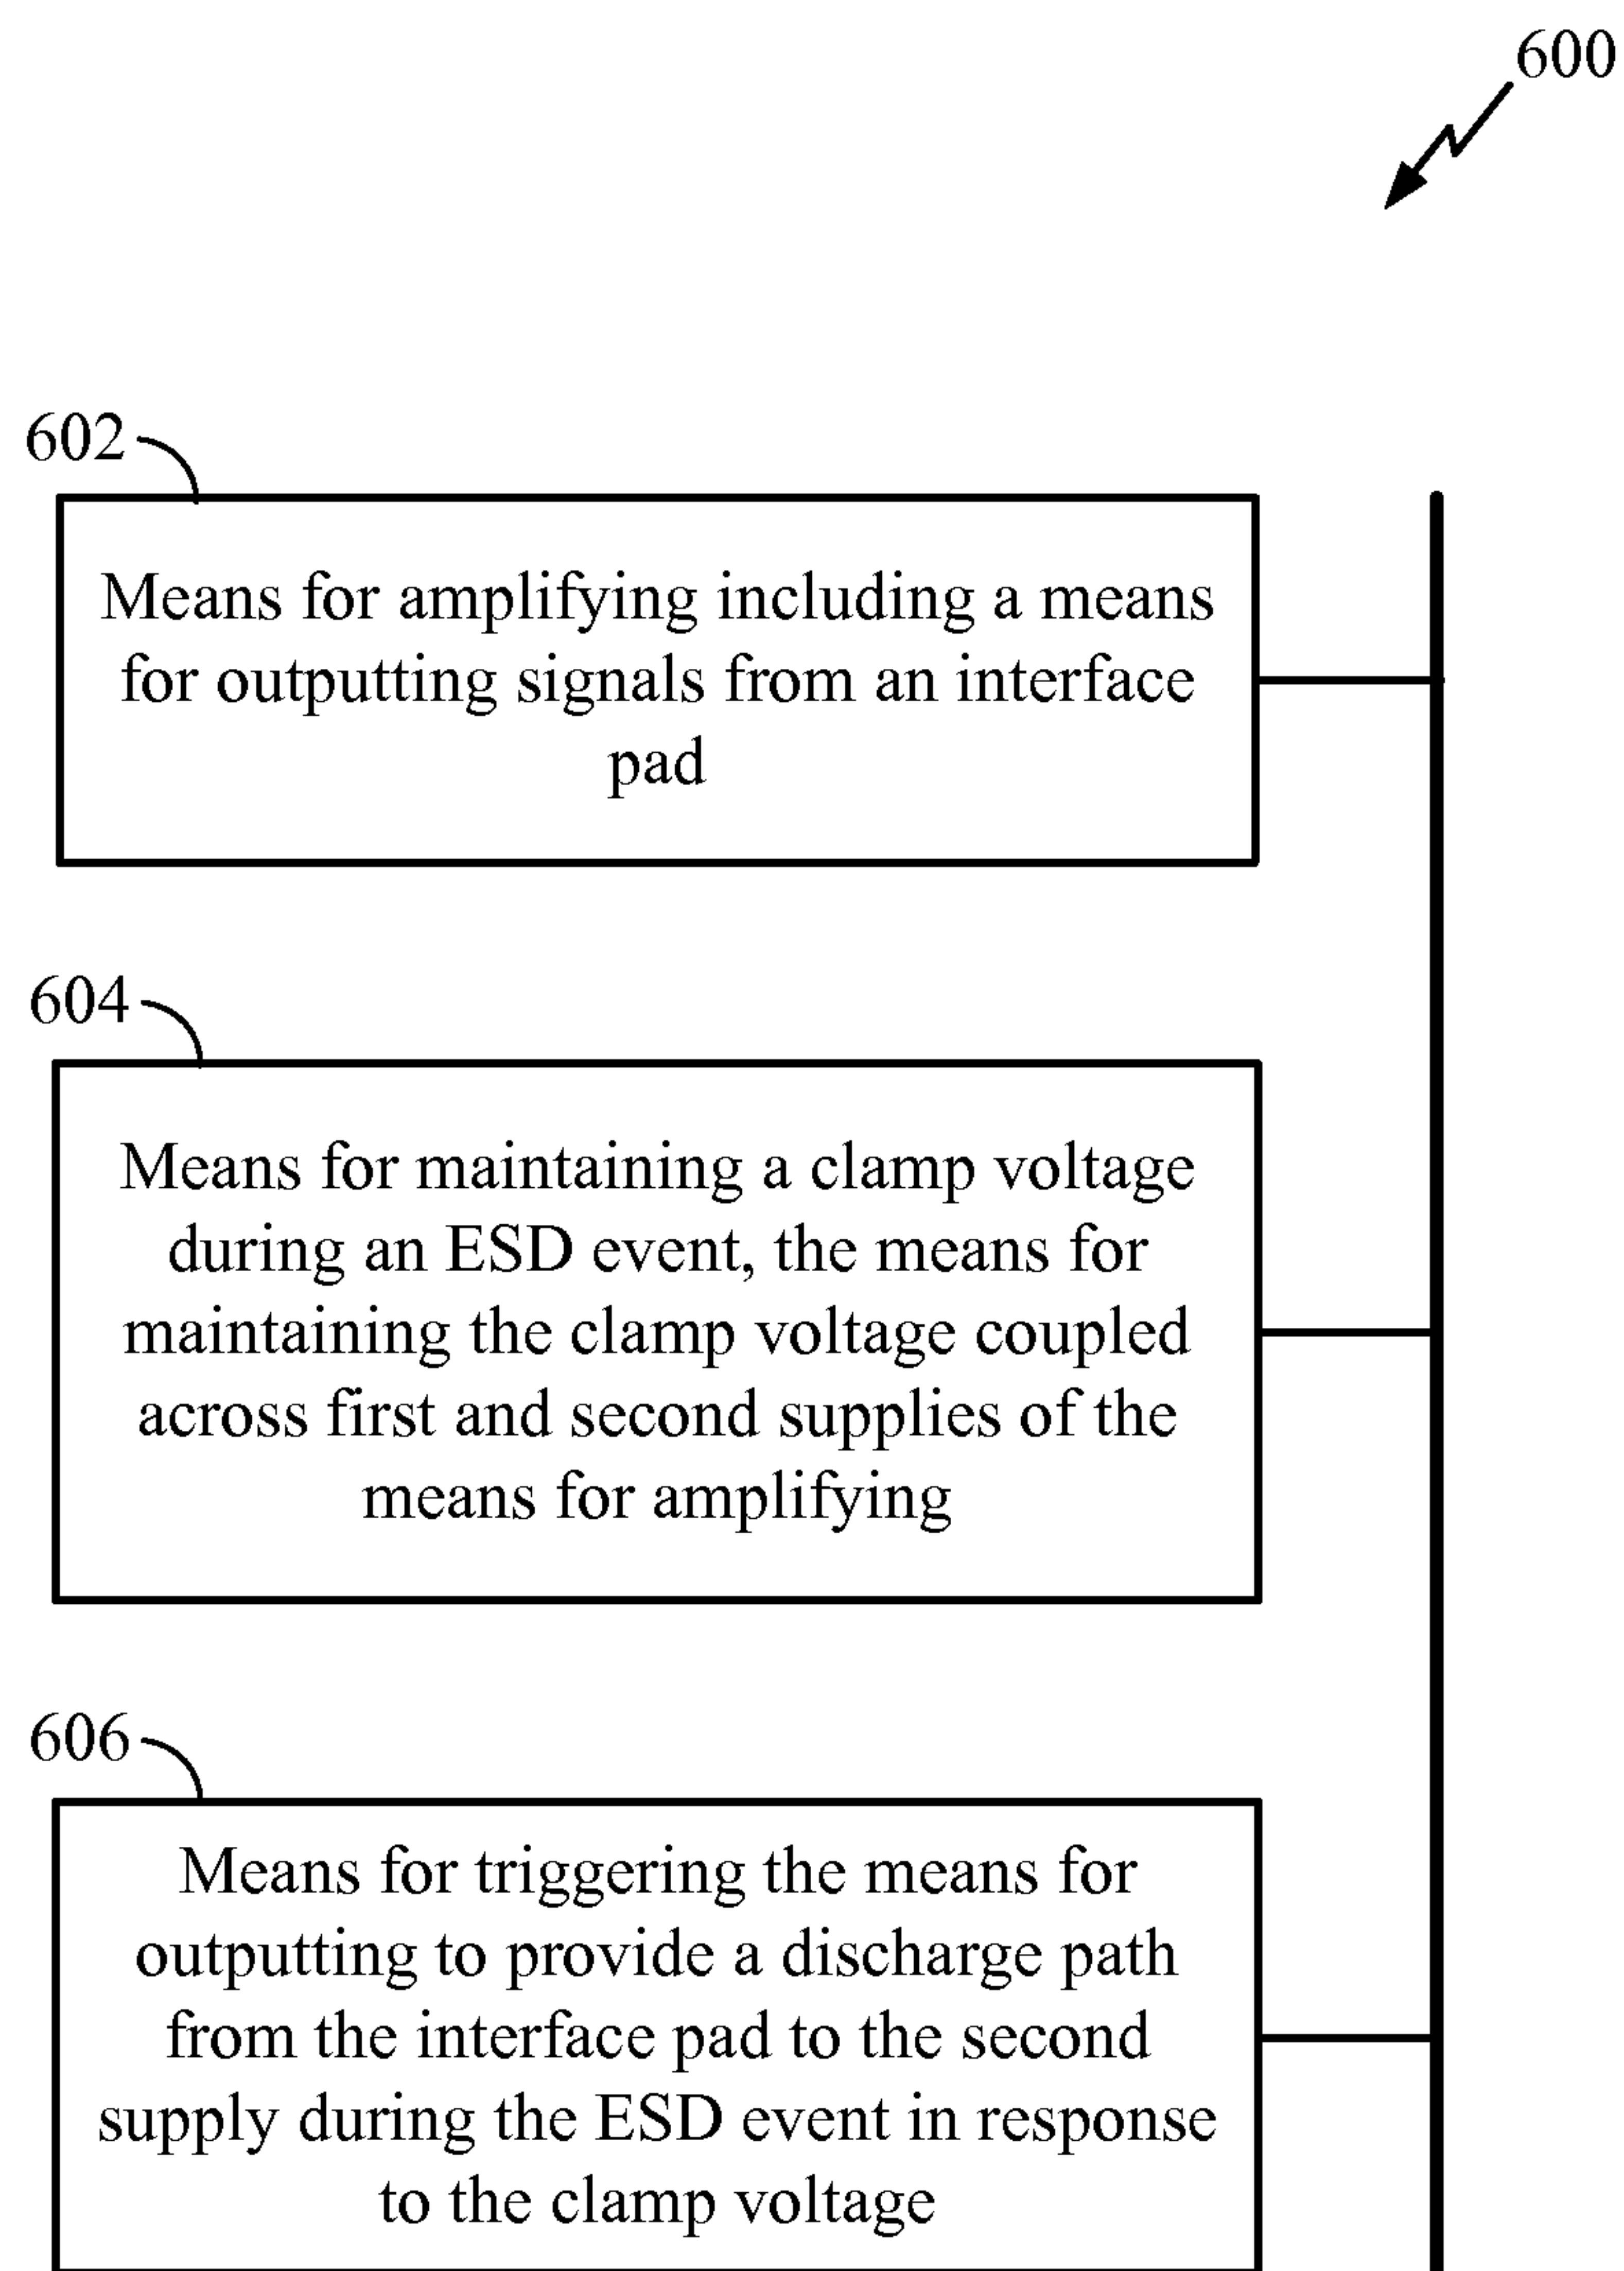 600
602
Means for amplifying including a means
for outputting signals from an interface
pad
604
Means for maintaining a clamp voltage
during an ESD event, the means for
maintaining the clamp voltage coupled
across first and second supplies of the
means for amplifying
606
Means for triggering the means for
outputting to provide a discharge path
from the interface pad to the second
supply during the ESD event in response
to the clamp voltage